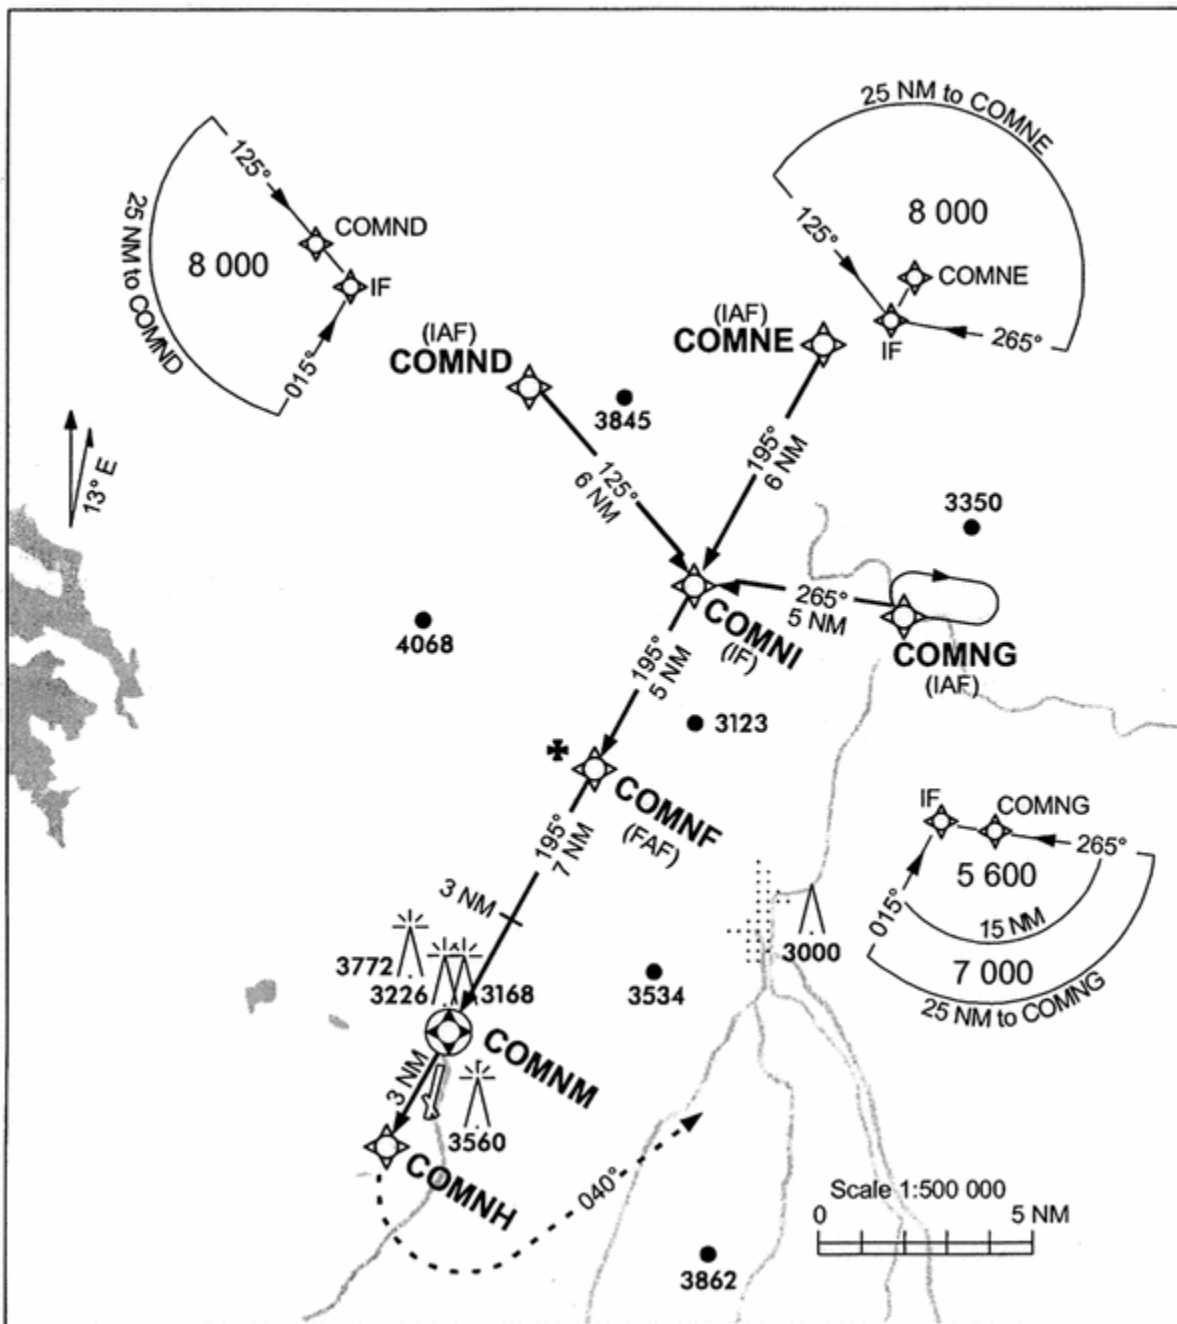 25 NM to COMNE
125°
8 000
COMNE
IF
265°
125°
COMND
25 NM to COMND
8 000
IF
015°
(IAF)
COMND
(IAF)
COMNE
3845
125°
6 NM
195°
6 NM
13° E
3350
265°
5 NM
COMNI
(IF)
COMNG
(IAF)
4068
195°
5 NM
3123
COMNF
(FAF)
195°
7 NM
IF
COMNG
265°
5 600
015°
15 NM
7 000
25 NM to COMNG
3 NM
3772
3226
3168
3534
3000
COMNM
3 NM
3560
COMNH
040°
Scale 1:500 000
0
5 NM
3862